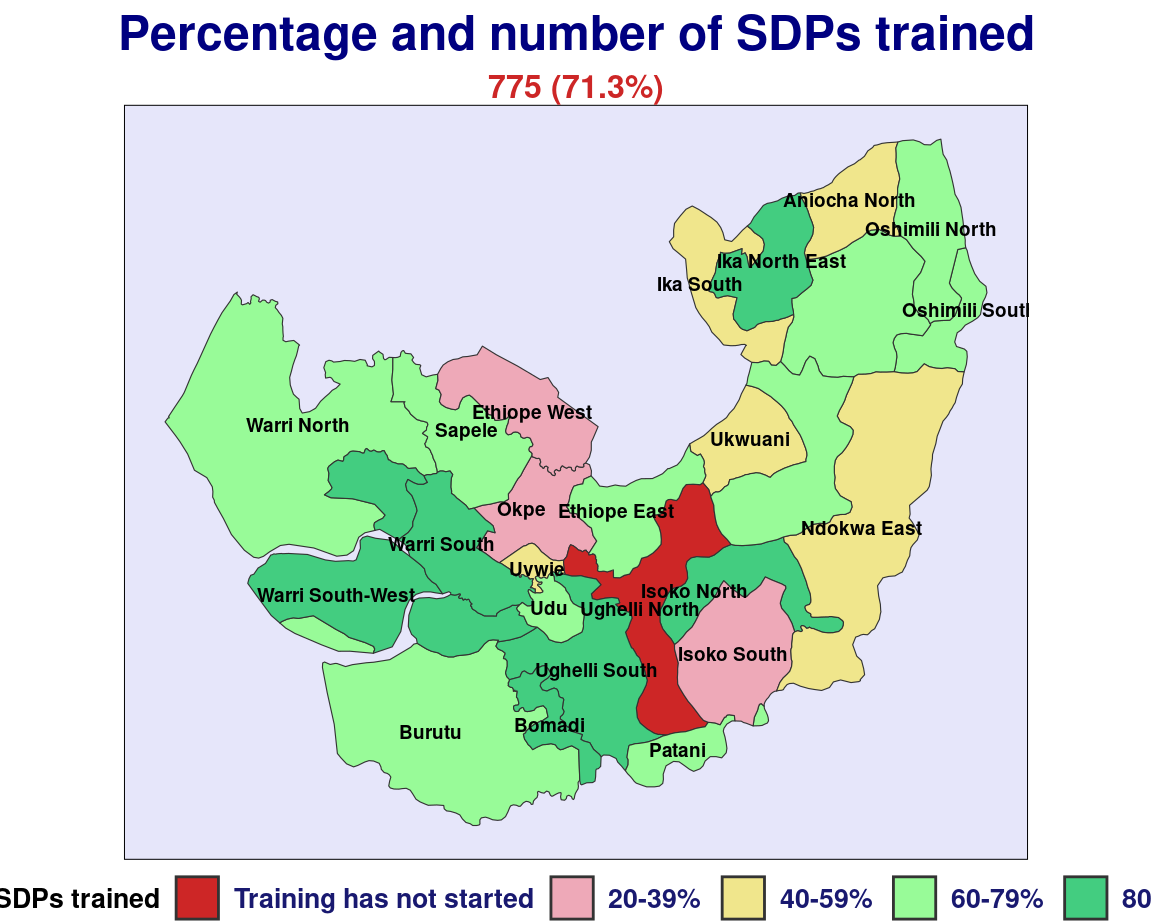 Percentage and number of SDPs trained
775 (71.3%)
Aniocha North
Oshimili North
Ika North East
Ika South
Oshimili South
Ethiope West
Warri North
Sapele
Ukwuani
Okpe
Ethiope East
Ndokwa East
Warri South
Uvwie
Isoko North
Warri South-West
Udu
Ughelli North
Isoko South
Ughelli South
Bomadi
Burutu
Patani
SDPs trained Training has not started 20-39% 40-59% 60-79% 80